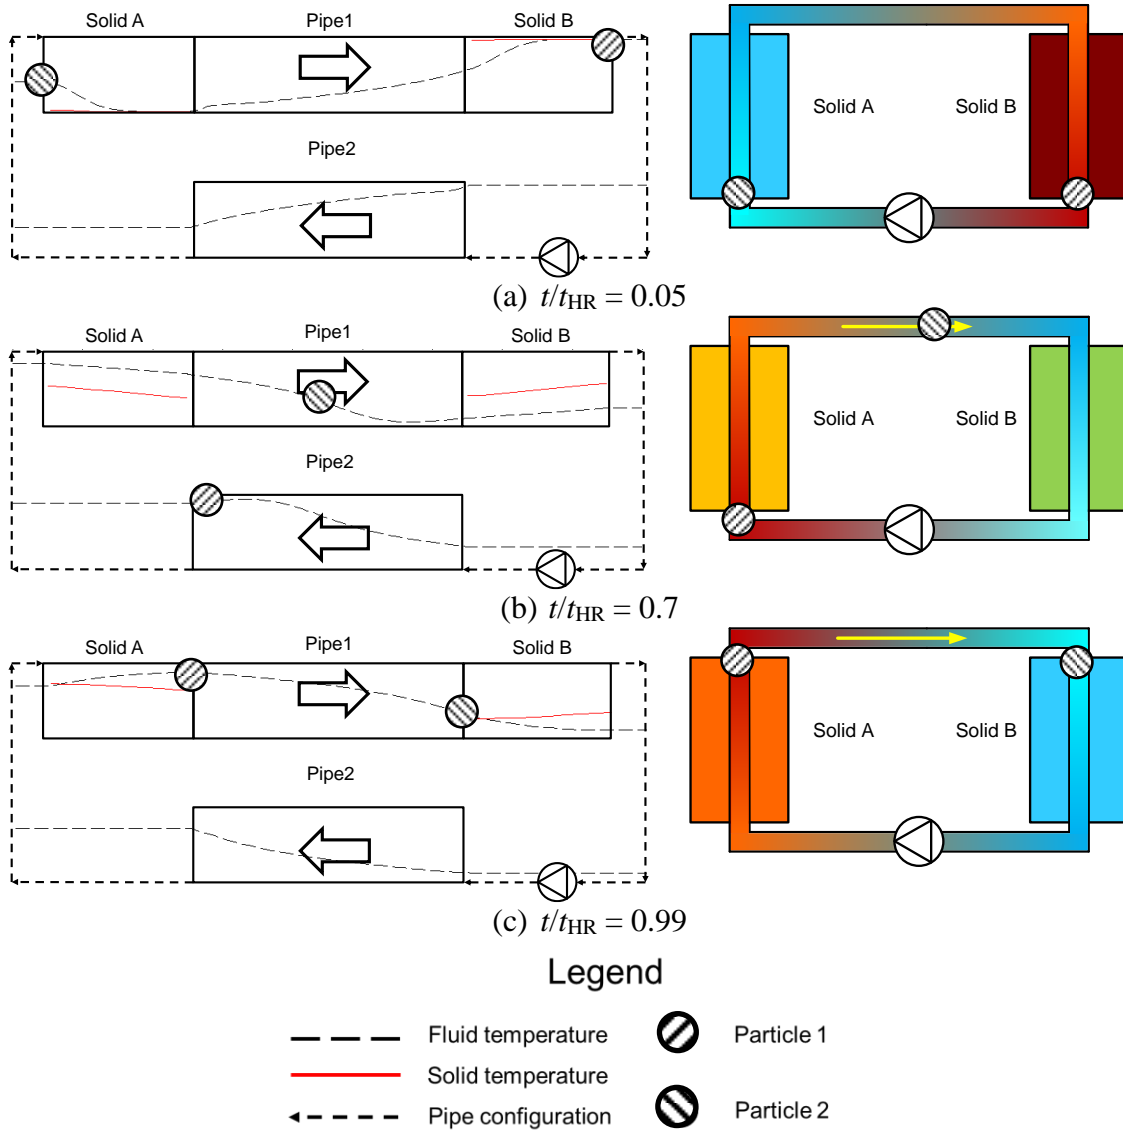 Solid A
Pipe1
Solid B
Pipe2
Solid A
Solid B
(a) t/tHR = 0.05
Solid A
Pipe1
Solid B
Pipe2
Solid A
Solid B
(b) t/tHR = 0.7
Solid A
Pipe1
Solid B
Pipe2
Solid A
Solid B
(c) t/tHR = 0.99
Legend
Fluid temperature
Particle 1
Solid temperature
Pipe configuration
Particle 2